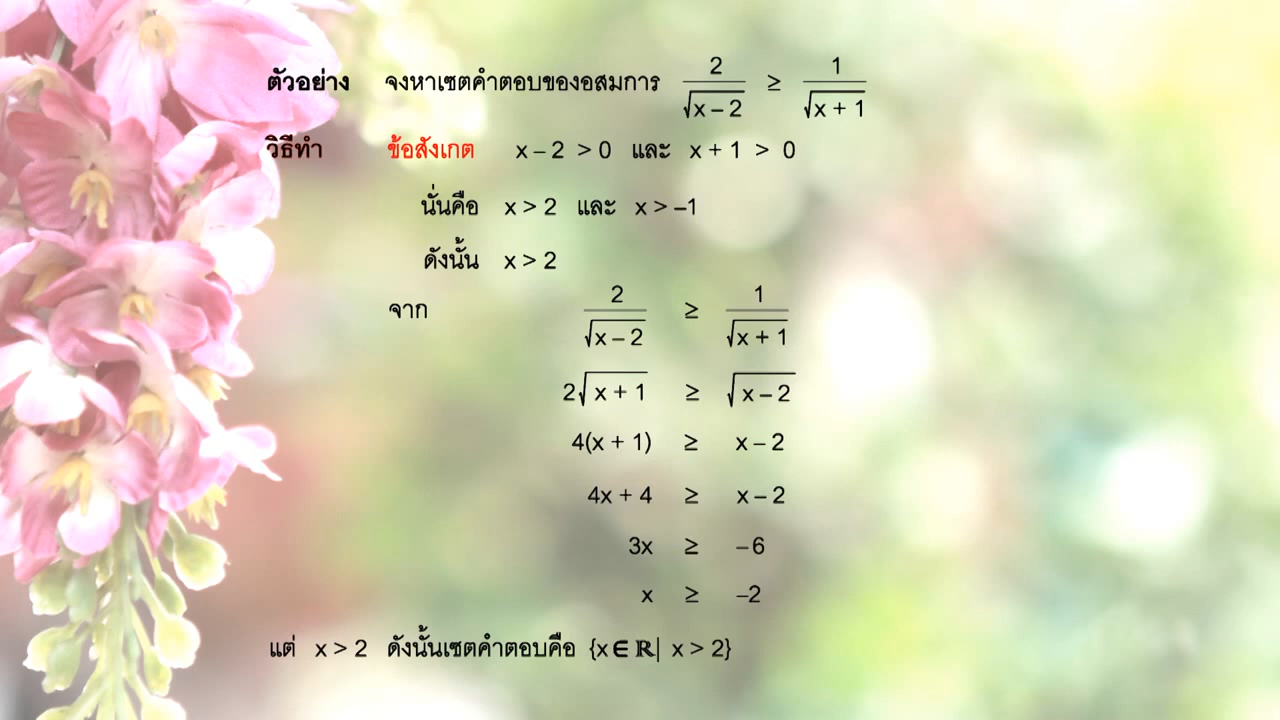 ตัวอย่าง จงหาเซตคำตอบของอสมการ 2/√(x – 2) ≥ 1/√(x + 1)
วิธีทำ ข้อสังเกต x – 2 > 0 และ x + 1 > 0
นั่นคือ x > 2 และ x > –1
ดังนั้น x > 2
จาก 2/√(x – 2) ≥ 1/√(x + 1)
2√(x + 1) ≥ √(x – 2)
4(x + 1) ≥ x – 2
4x + 4 ≥ x – 2
3x ≥ –6
x ≥ –2
แต่ x > 2 ดังนั้นเซตคำตอบคือ {x ∈ ℝ| x > 2}